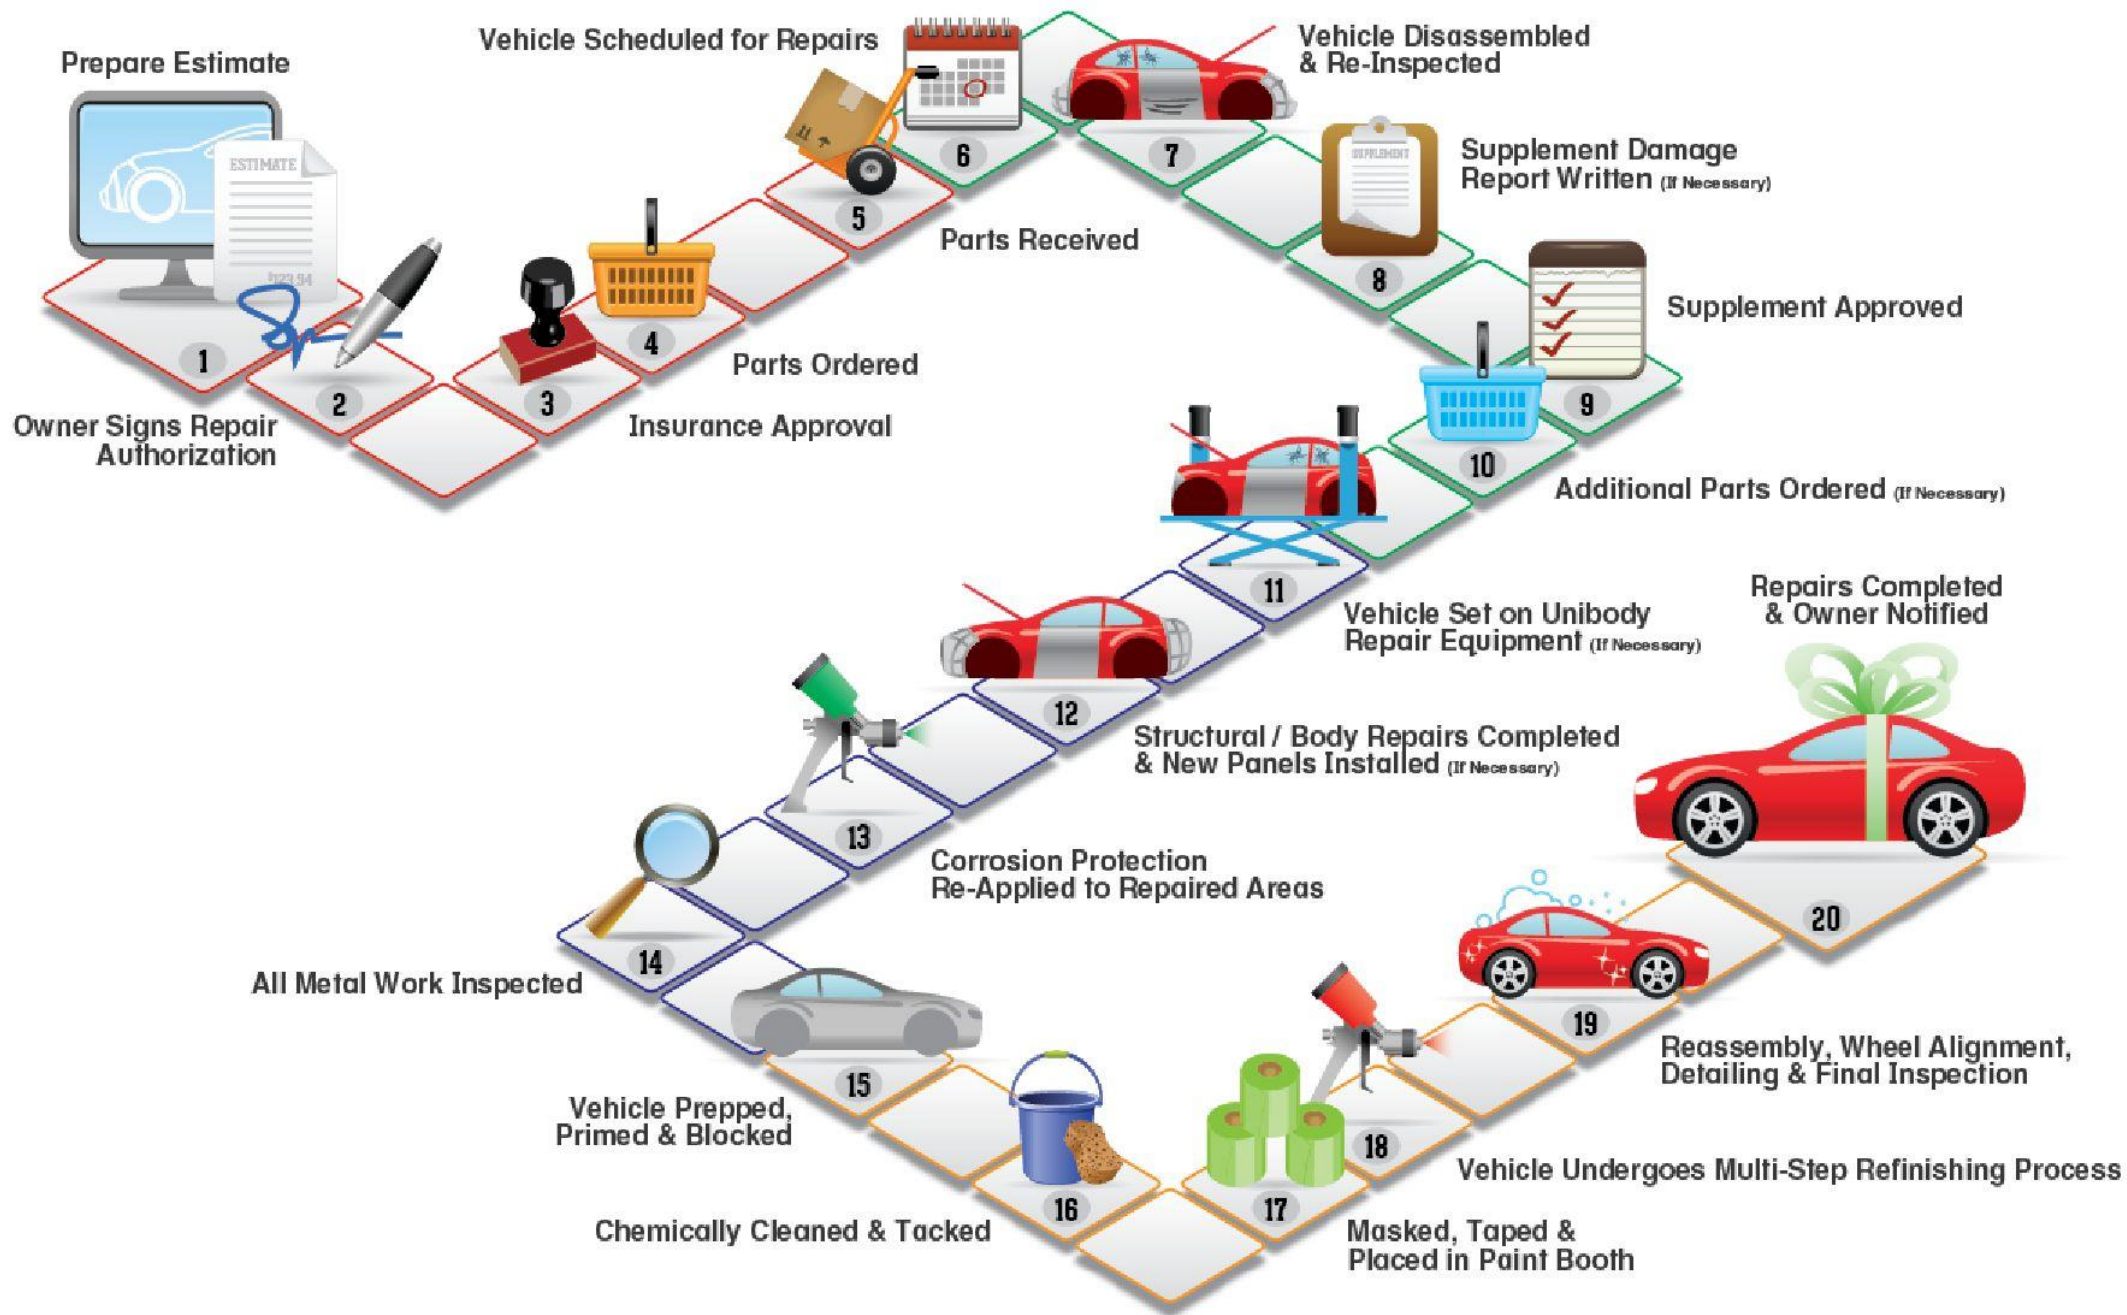 Prepare Estimate
ESTIMATE
$123.94
1
Owner Signs Repair
Authorization
2
3
Insurance Approval
4
Parts Ordered
5
Parts Received
Vehicle Scheduled for Repairs
6
Vehicle Disassembled
& Re-Inspected
7
SUPPLEMENT
Supplement Damage
Report Written (If Necessary)
8
Supplement Approved
9
10
Additional Parts Ordered (If Necessary)
11
Vehicle Set on Unibody
Repair Equipment (If Necessary)
12
Structural / Body Repairs Completed
& New Panels Installed (If Necessary)
13
Corrosion Protection
Re-Applied to Repaired Areas
14
All Metal Work Inspected
15
Vehicle Prepped,
Primed & Blocked
16
Chemically Cleaned & Tacked
17
Masked, Taped &
Placed in Paint Booth
18
Vehicle Undergoes Multi-Step Refinishing Process
19
Reassembly, Wheel Alignment,
Detailing & Final Inspection
Repairs Completed
& Owner Notified
20